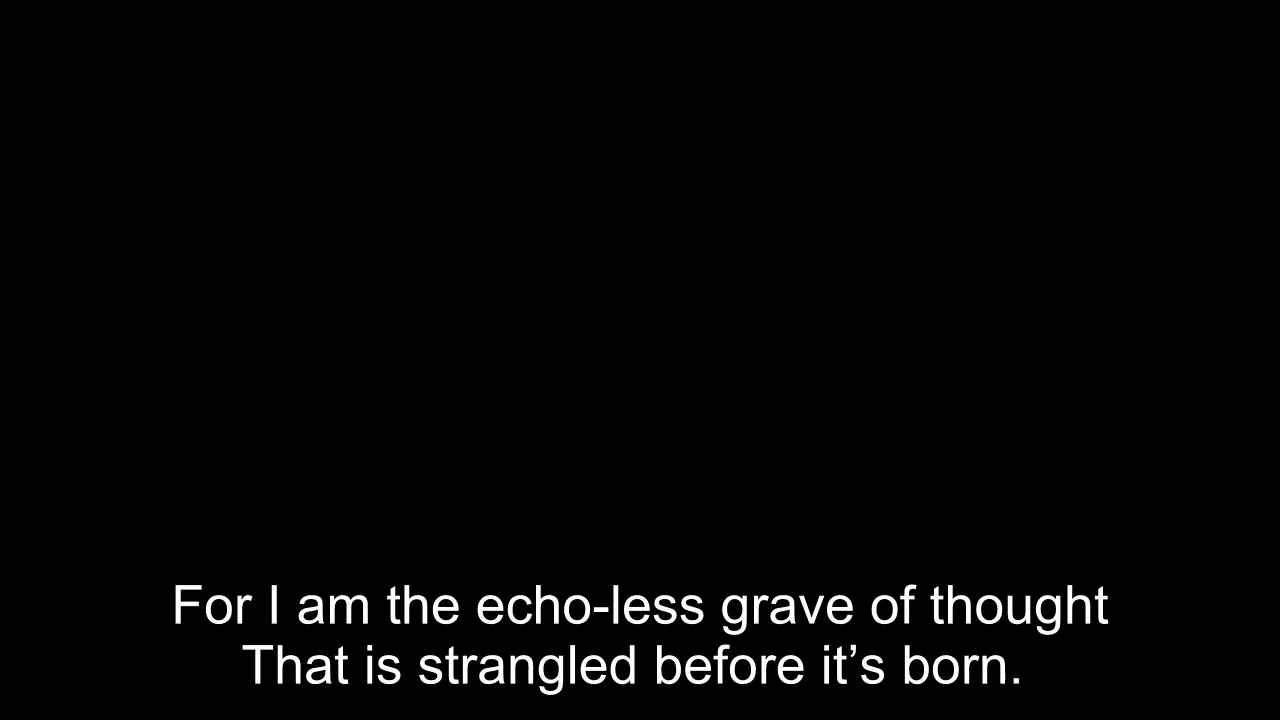 For I am the echo-less grave of thought
That is strangled before it’s born.